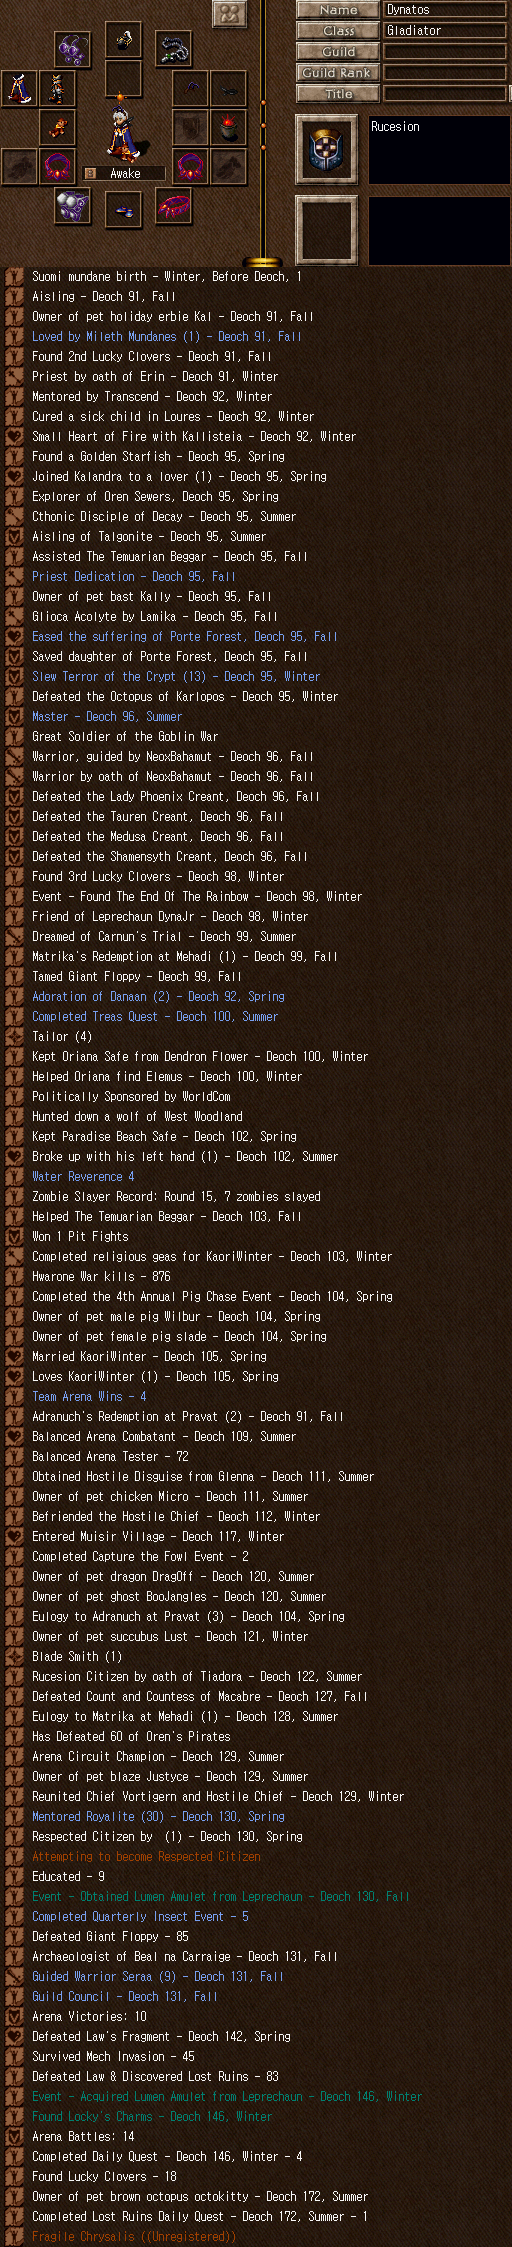 Name
Dynatos
Class
Gladiator
Guild
Guild Rank
Title
Rucesion
Awake
Suomi mundane birth - Winter, Before Deoch, 1
Aisling - Deoch 91, Fall
Owner of pet holiday erbie Kal - Deoch 91, Fall
Loved by Mileth Mundanes (1) - Deoch 91, Fall
Found 2nd Lucky Clovers - Deoch 91, Fall
Priest by oath of Erin - Deoch 91, Winter
Mentored by Transcend - Deoch 92, Winter
Cured a sick child in Loures - Deoch 92, Winter
Small Heart of Fire with Kallisteia - Deoch 92, Winter
Found a Golden Starfish - Deoch 95, Spring
Joined Kalandra to a lover (1) - Deoch 95, Spring
Explorer of Oren Sewers, Deoch 95, Spring
Cthonic Disciple of Decay - Deoch 95, Summer
Aisling of Talgonite - Deoch 95, Summer
Assisted The Temuarian Beggar - Deoch 95, Fall
Priest Dedication - Deoch 95, Fall
Owner of pet bast Kally - Deoch 95, Fall
Glioca Acolyte by Lamika - Deoch 95, Fall
Eased the suffering of Porte Forest, Deoch 95, Fall
Saved daughter of Porte Forest, Deoch 95, Fall
Slew Terror of the Crypt (13) - Deoch 95, Winter
Defeated the Octopus of Karlopos - Deoch 95, Winter
Master - Deoch 96, Summer
Great Soldier of the Goblin War
Warrior, guided by NeoxBahamut - Deoch 96, Fall
Warrior by oath of NeoxBahamut - Deoch 96, Fall
Defeated the Lady Phoenix Creant, Deoch 96, Fall
Defeated the Tauren Creant, Deoch 96, Fall
Defeated the Medusa Creant, Deoch 96, Fall
Defeated the Shamensyth Creant, Deoch 96, Fall
Found 3rd Lucky Clovers - Deoch 98, Winter
Event - Found The End Of The Rainbow - Deoch 98, Winter
Friend of Leprechaun DynaJr - Deoch 98, Winter
Dreamed of Carnun's Trial - Deoch 99, Summer
Matrika's Redemption at Mehadi (1) - Deoch 99, Fall
Tamed Giant Floppy - Deoch 99, Fall
Adoration of Danaan (2) - Deoch 92, Spring
Completed Treas Quest - Deoch 100, Summer
Tailor (4)
Kept Oriana Safe from Dendron Flower - Deoch 100, Winter
Helped Oriana find Elemus - Deoch 100, Winter
Politically Sponsored by WorldCom
Hunted down a wolf of West Woodland
Kept Paradise Beach Safe - Deoch 102, Spring
Broke up with his left hand (1) - Deoch 102, Summer
Water Reverence 4
Zombie Slayer Record: Round 15, 7 zombies slayed
Helped The Temuarian Beggar - Deoch 103, Fall
Won 1 Pit Fights
Completed religious geas for KaoriWinter - Deoch 103, Winter
Hwarone War kills - 876
Completed the 4th Annual Pig Chase Event - Deoch 104, Spring
Owner of pet male pig Wilbur - Deoch 104, Spring
Owner of pet female pig slade - Deoch 104, Spring
Married KaoriWinter - Deoch 105, Spring
Loves KaoriWinter (1) - Deoch 105, Spring
Team Arena Wins - 4
Adranuch's Redemption at Pravat (2) - Deoch 91, Fall
Balanced Arena Combatant - Deoch 109, Summer
Balanced Arena Tester - 72
Obtained Hostile Disguise from Glenna - Deoch 111, Summer
Owner of pet chicken Micro - Deoch 111, Summer
Befriended the Hostile Chief - Deoch 112, Winter
Entered Muisir Village - Deoch 117, Winter
Completed Capture the Fowl Event - 2
Owner of pet dragon DragOff - Deoch 120, Summer
Owner of pet ghost BooJangles - Deoch 120, Summer
Eulogy to Adranuch at Pravat (3) - Deoch 104, Spring
Owner of pet succubus Lust - Deoch 121, Winter
Blade Smith (1)
Rucesion Citizen by oath of Tiadora - Deoch 122, Summer
Defeated Count and Countess of Macabre - Deoch 127, Fall
Eulogy to Matrika at Mehadi (1) - Deoch 128, Summer
Has Defeated 60 of Oren's Pirates
Arena Circuit Champion - Deoch 129, Summer
Owner of pet blaze Justyce - Deoch 129, Summer
Reunited Chief Vortigern and Hostile Chief - Deoch 129, Winter
Mentored Royalite (30) - Deoch 130, Spring
Respected Citizen by  (1) - Deoch 130, Spring
Attempting to become Respected Citizen
Educated - 9
Event - Obtained Lumen Amulet from Leprechaun - Deoch 130, Fall
Completed Quarterly Insect Event - 5
Defeated Giant Floppy - 85
Archaeologist of Beal na Carraige - Deoch 131, Fall
Guided Warrior Seraa (9) - Deoch 131, Fall
Guild Council - Deoch 131, Fall
Arena Victories: 10
Defeated Law's Fragment - Deoch 142, Spring
Survived Mech Invasion - 45
Defeated Law & Discovered Lost Ruins - 83
Event - Acquired Lumen Amulet from Leprechaun - Deoch 146, Winter
Found Locky's Charms - Deoch 146, Winter
Arena Battles: 14
Completed Daily Quest - Deoch 146, Winter - 4
Found Lucky Clovers - 18
Owner of pet brown octopus octokitty - Deoch 172, Summer
Completed Lost Ruins Daily Quest - Deoch 172, Summer - 1
Fragile Chrysalis ((Unregistered))